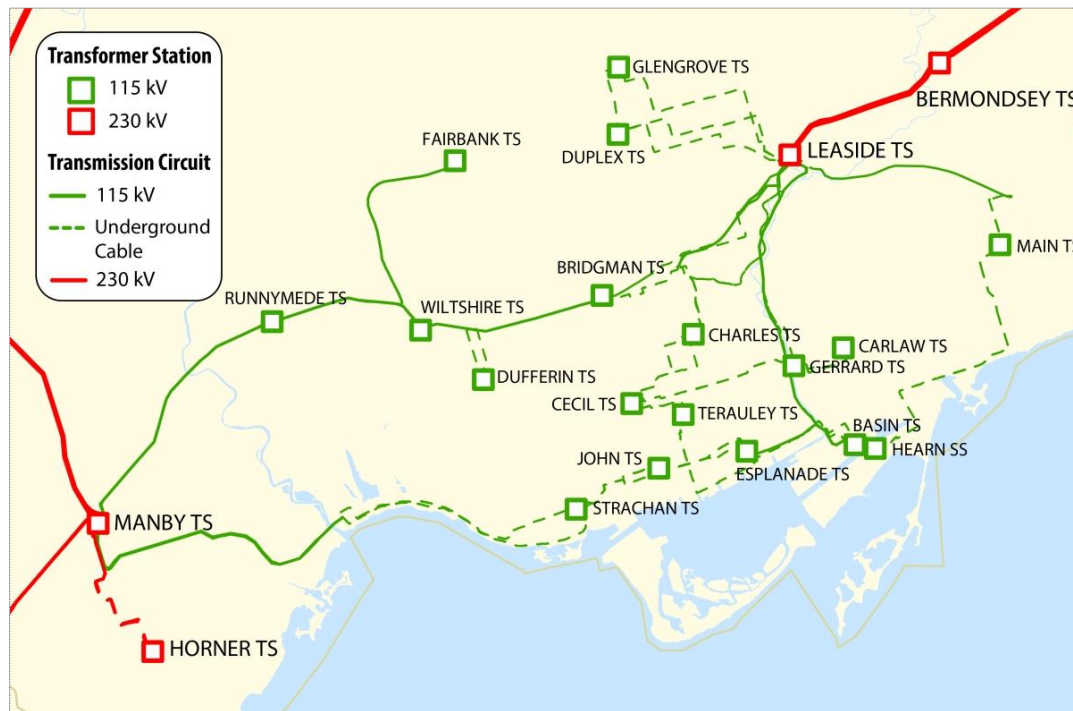 Transformer Station
115 kV
230 kV
Transmission Circuit
115 kV
Underground
Cable
230 kV
GLENGROVE TS
BERMONDSEY TS
FAIRBANK TS
DUPLEX TS
LEASIDE TS
MAIN TS
BRIDGMAN TS
RUNNYMEDE TS
WILTSHIRE TS
CHARLES TS
CARLAW TS
GERRARD TS
DUFFERIN TS
CECIL TS
TERAULEY TS
BASIN TS
HEARN SS
JOHN TS
ESPLANADE TS
STRACHAN TS
MANBY TS
HORNER TS